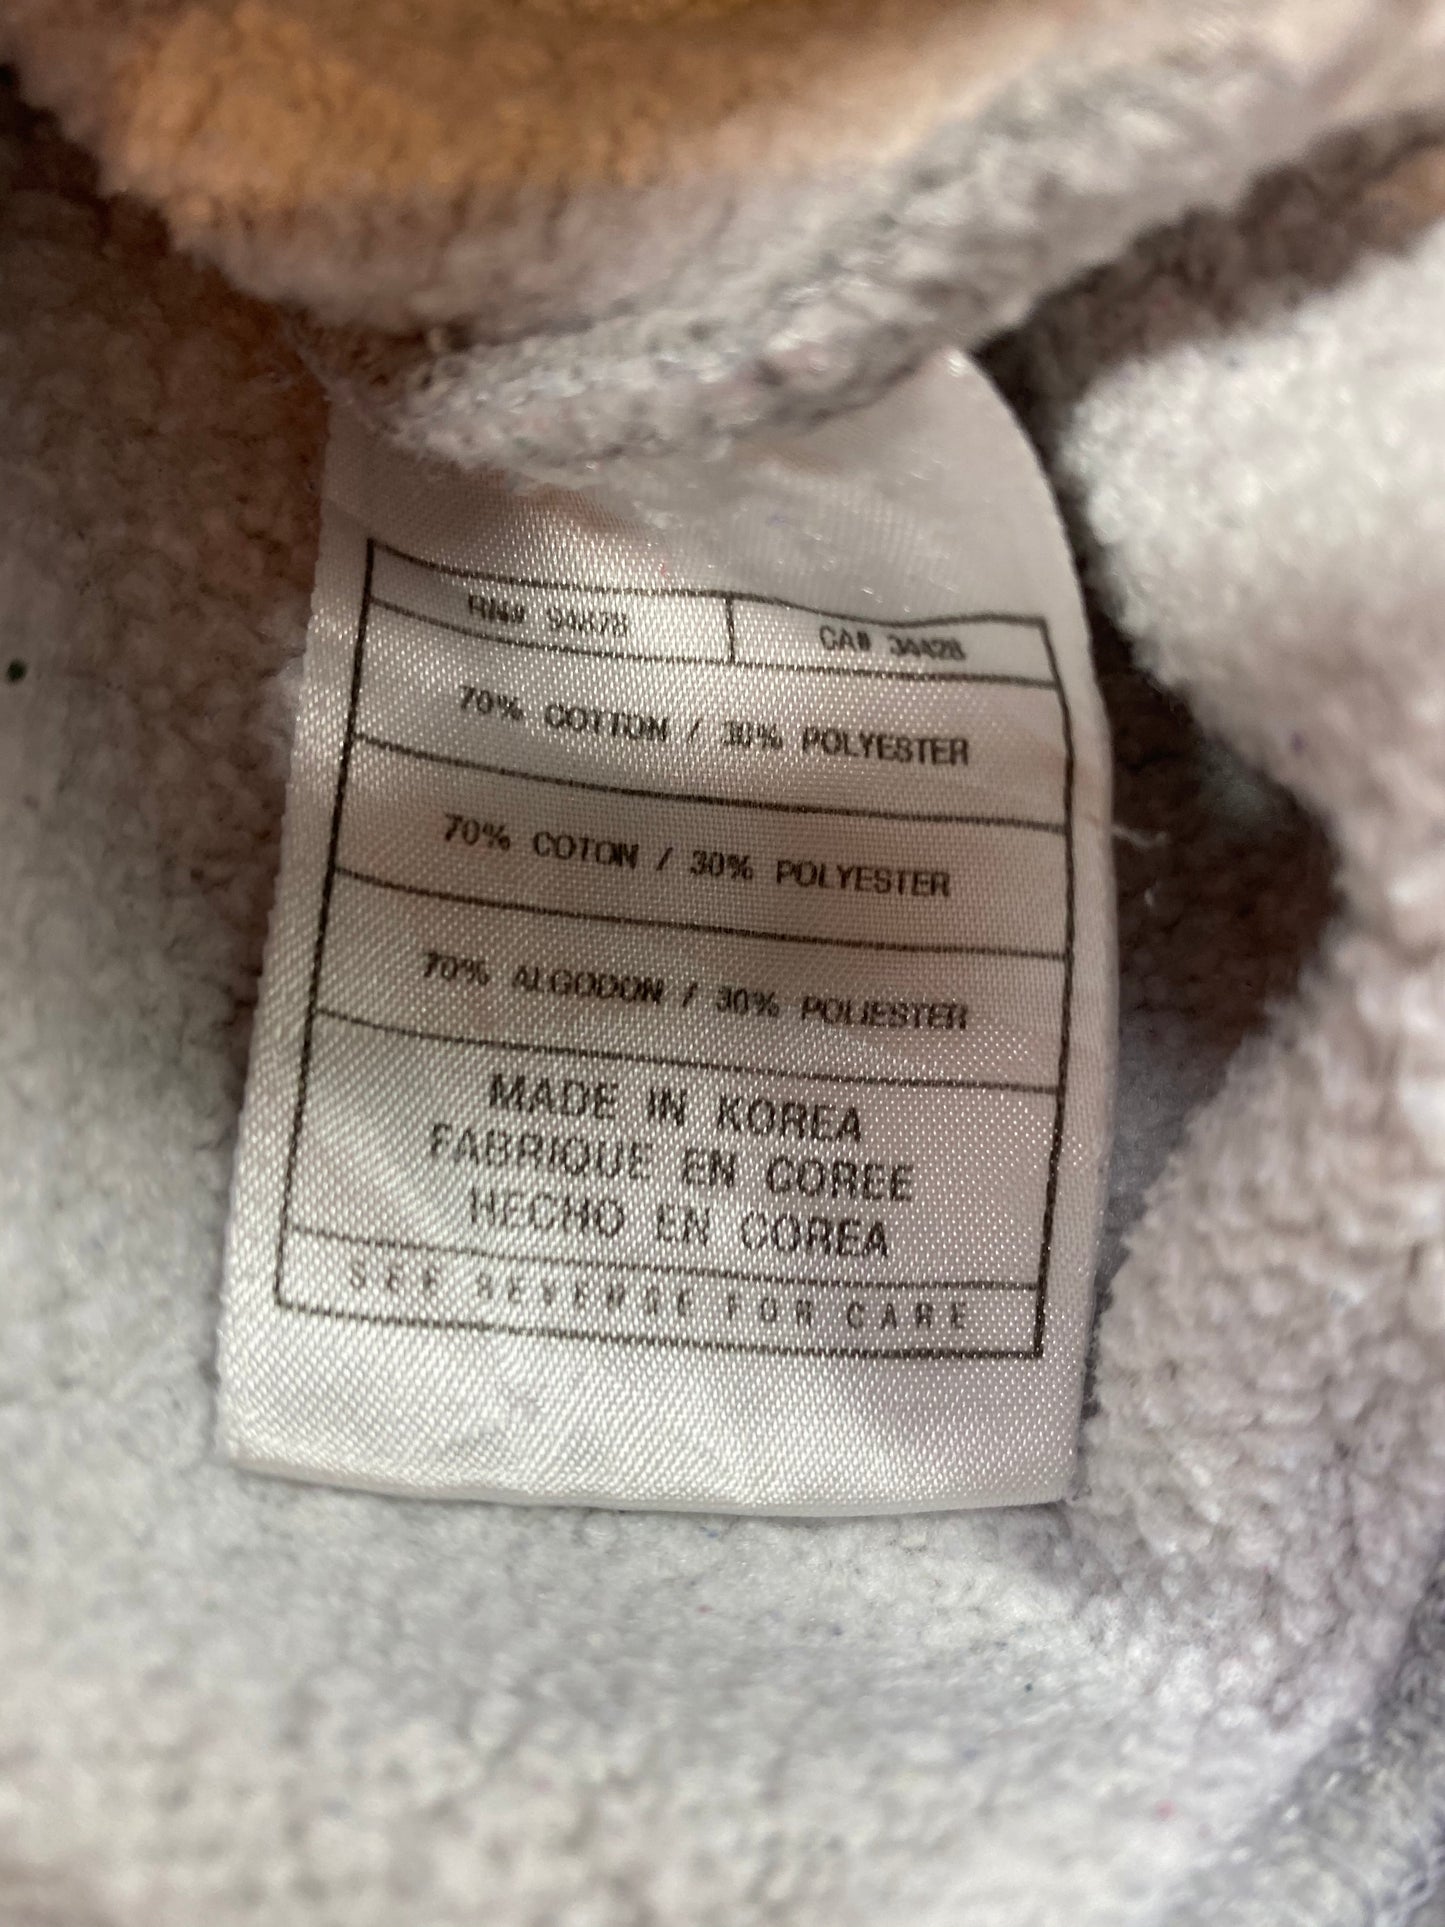 RN# 94878 CA# 34428
70% COTTON / 30% POLYESTER
70% COTON / 30% POLYESTER
70% ALGODON / 30% POLIESTER
MADE IN KOREA
FABRIQUE EN COREE
HECHO EN COREA
SEE REVERSE FOR CARE